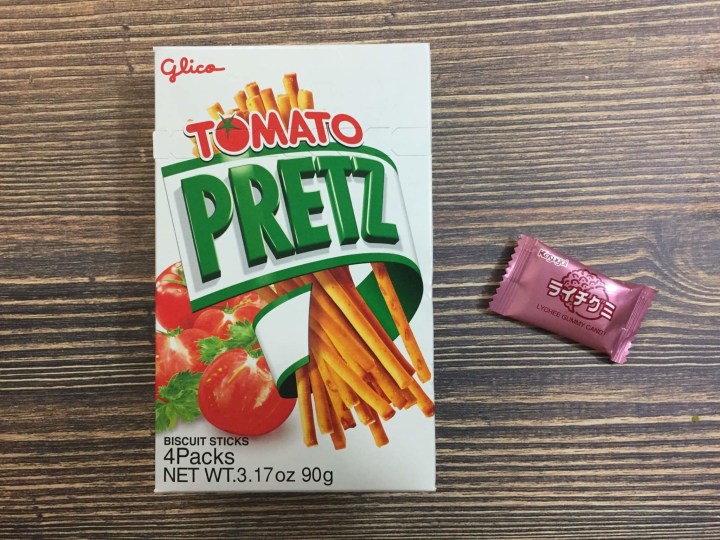 Glico
TOMATO
PRETZ
BISCUIT STICKS
4Packs
NET WT.3.17oz 90g
Kasugai
ライチグミ
LYCHEE GUMMY CANDY